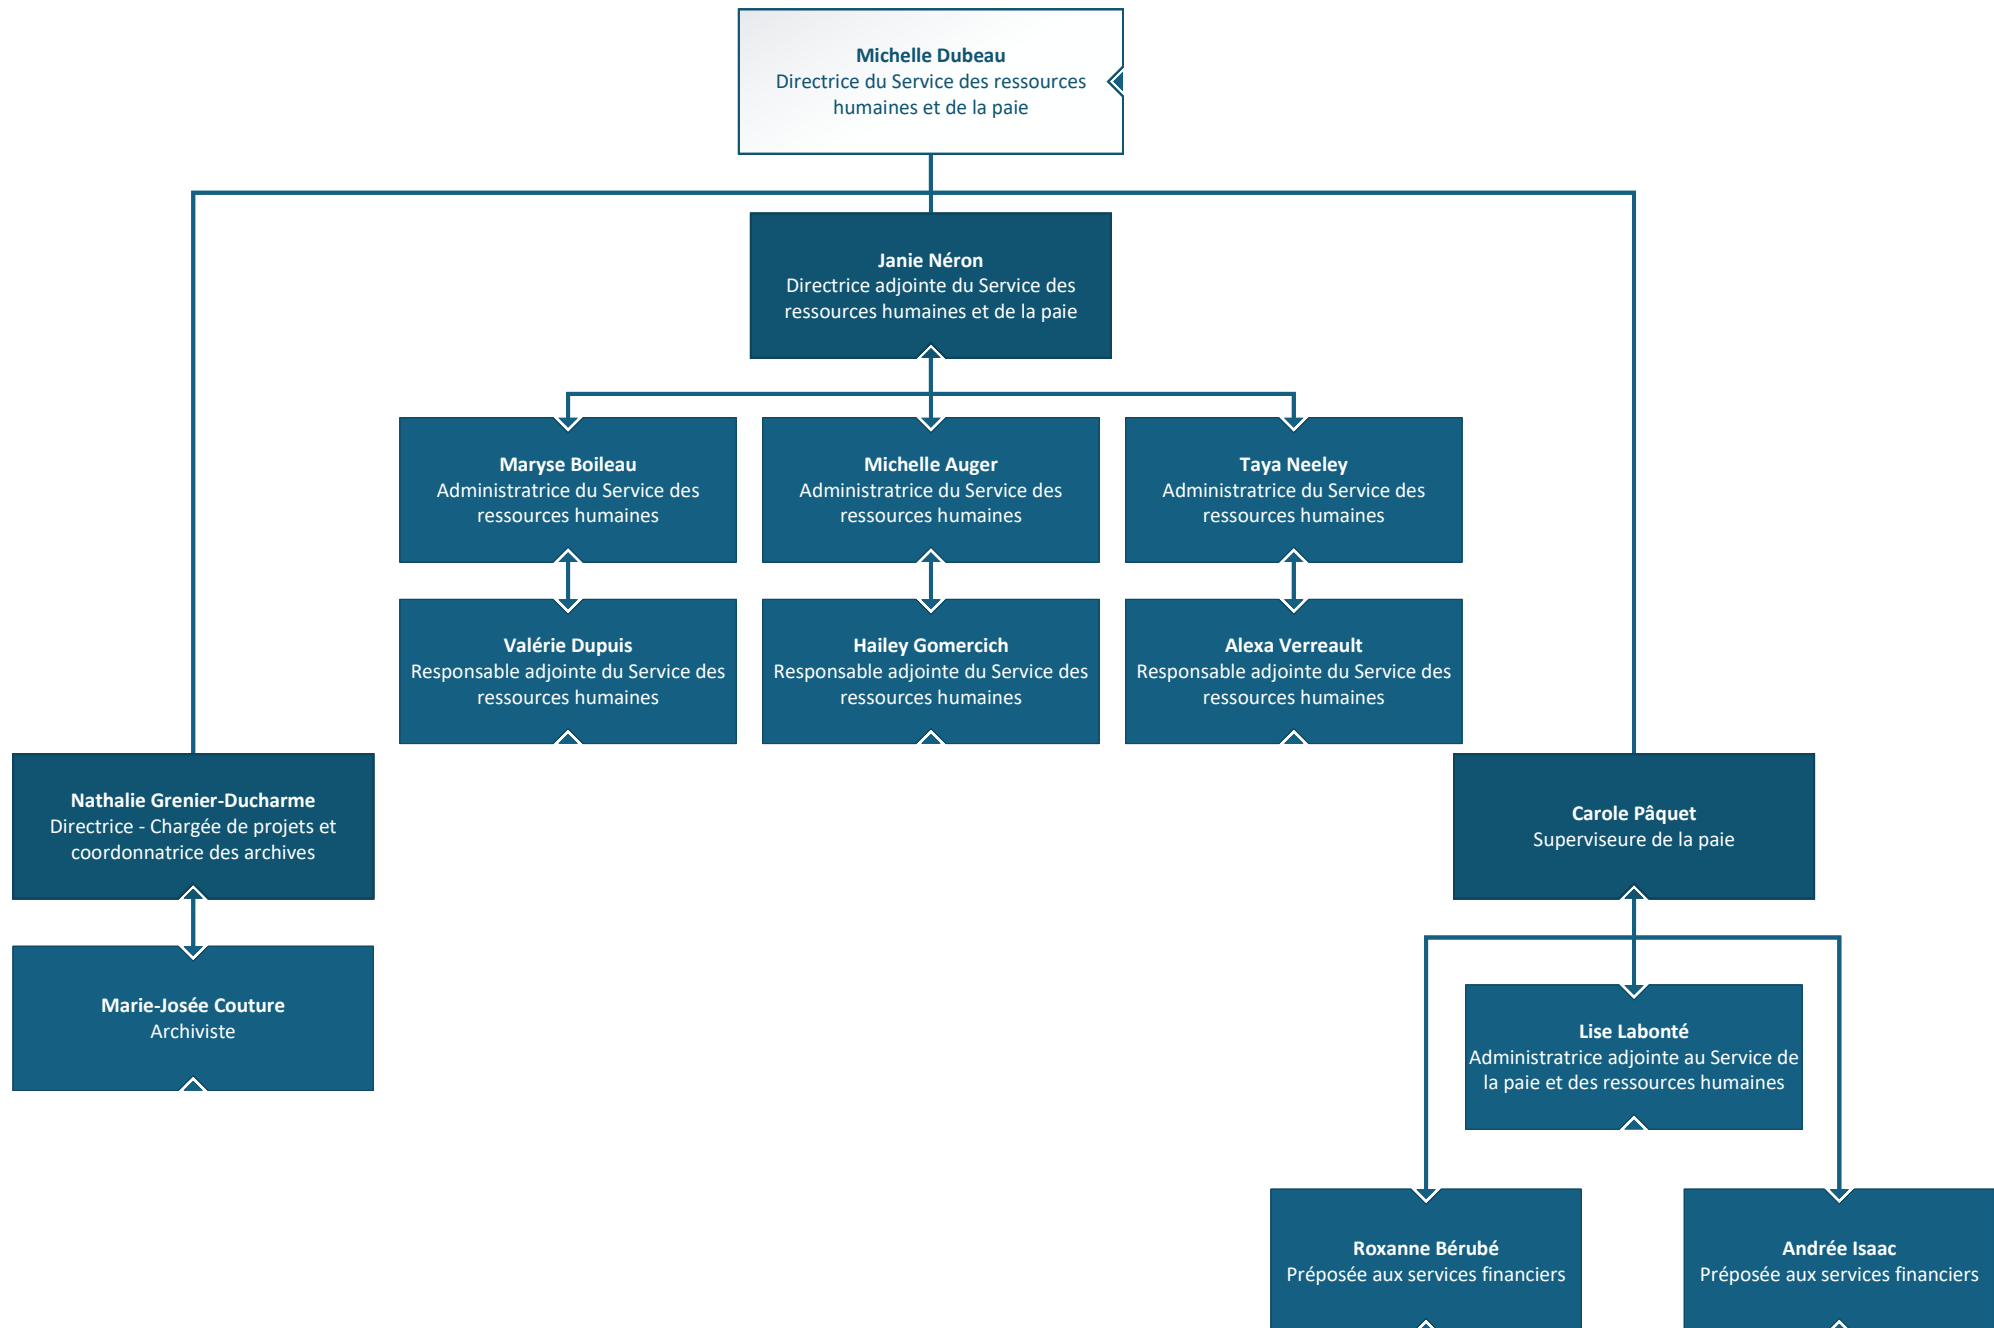 Michelle Dubeau
Directrice du Service des ressources
humaines et de la paie
Janie Néron
Directrice adjointe du Service des
ressources humaines et de la paie
Maryse Boileau
Administratrice du Service des
ressources humaines
Michelle Auger
Administratrice du Service des
ressources humaines
Taya Neeley
Administratrice du Service des
ressources humaines
Valérie Dupuis
Responsable adjointe du Service des
ressources humaines
Hailey Gomercich
Responsable adjointe du Service des
ressources humaines
Alexa Verreault
Responsable adjointe du Service des
ressources humaines
Nathalie Grenier-Ducharme
Directrice - Chargée de projets et
coordonnatrice des archives
Carole Pâquet
Superviseure de la paie
Marie-Josée Couture
Archiviste
Lise Labonté
Administratrice adjointe au Service de
la paie et des ressources humaines
Roxanne Bérubé
Préposée aux services financiers
Andrée Isaac
Préposée aux services financiers